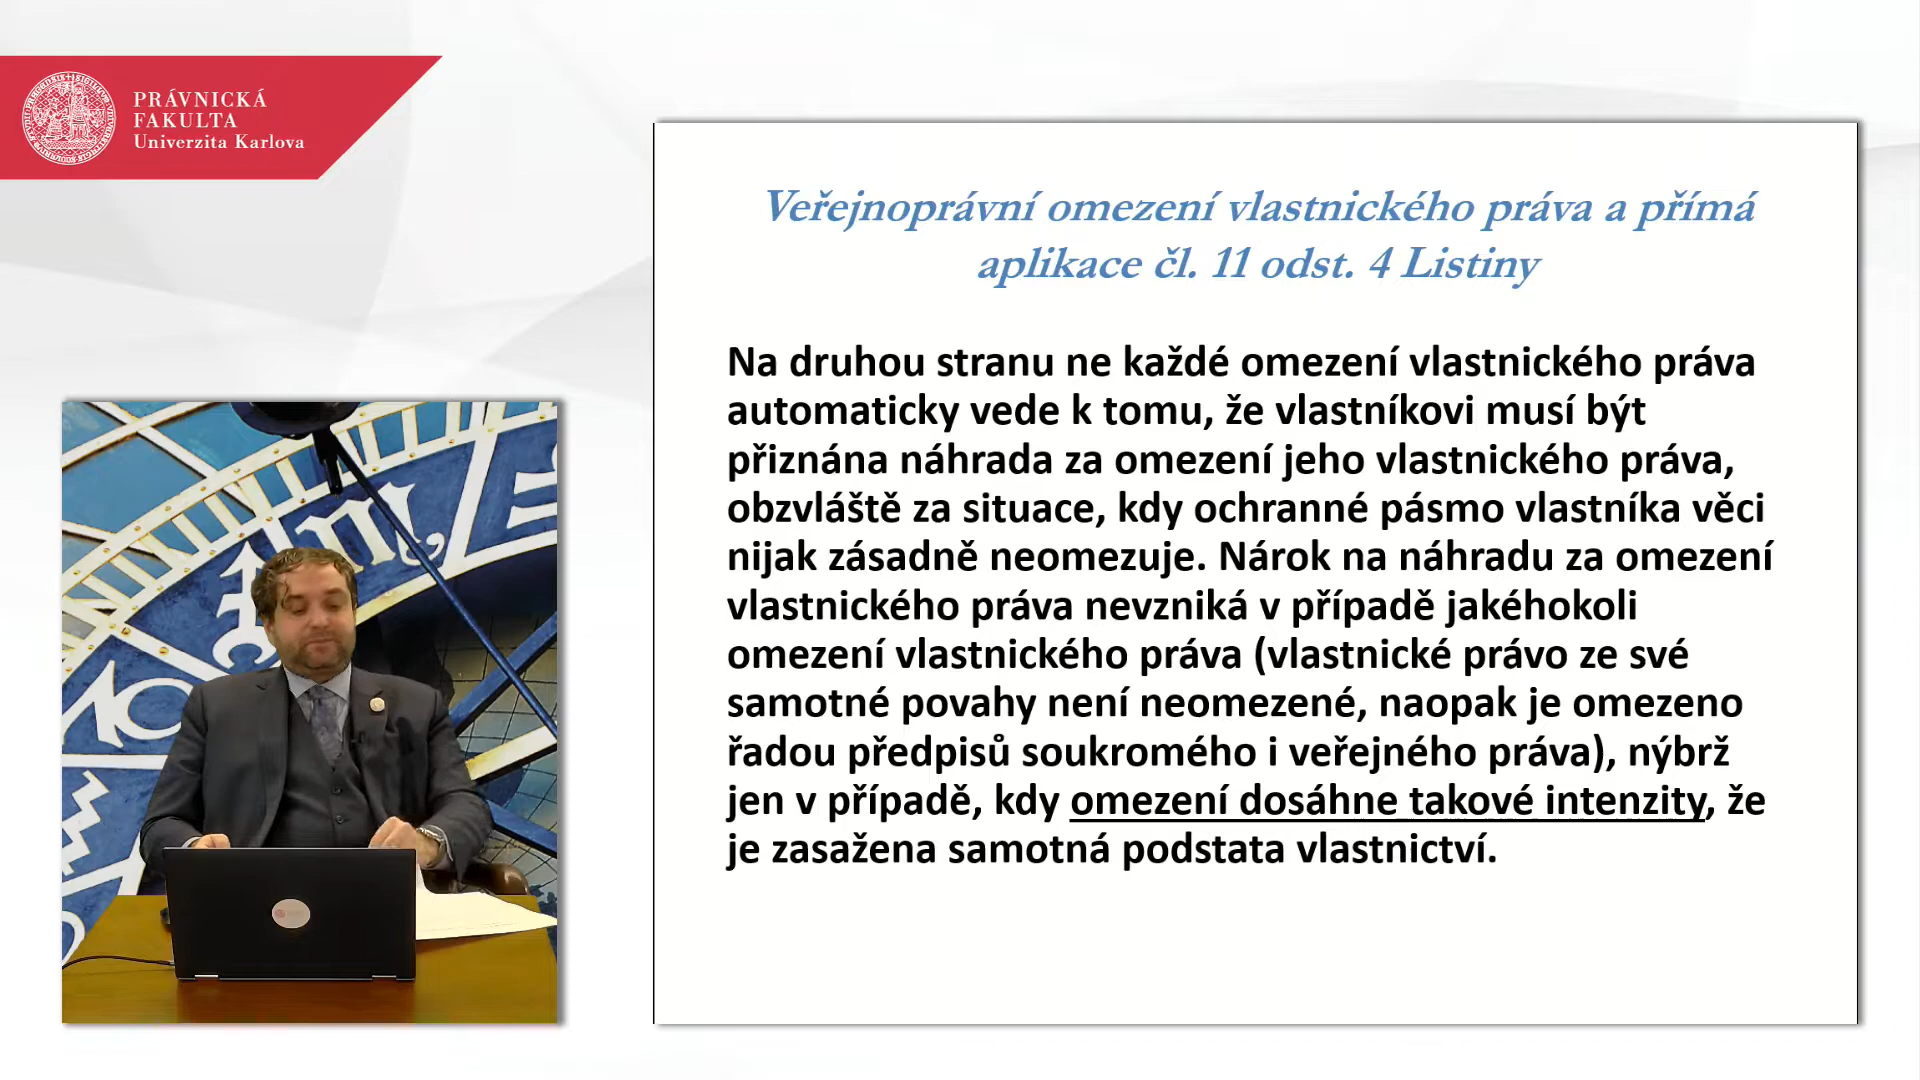 PRÁVNICKÁ
FAKULTA
Univerzita Karlova
Veřejnoprávní omezení vlastnického práva a přímá
aplikace čl. 11 odst. 4 Listiny
Na druhou stranu ne každé omezení vlastnického práva
automaticky vede k tomu, že vlastníkovi musí být
přiznána náhrada za omezení jeho vlastnického práva,
obzvláště za situace, kdy ochranné pásmo vlastníka věci
nijak zásadně neomezuje. Nárok na náhradu za omezení
vlastnického práva nevzniká v případě jakéhokoli
omezení vlastnického práva (vlastnické právo ze své
samotné povahy není neomezené, naopak je omezeno
řadou předpisů soukromého i veřejného práva), nýbrž
jen v případě, kdy omezení dosáhne takové intenzity, že
je zasažena samotná podstata vlastnictví.